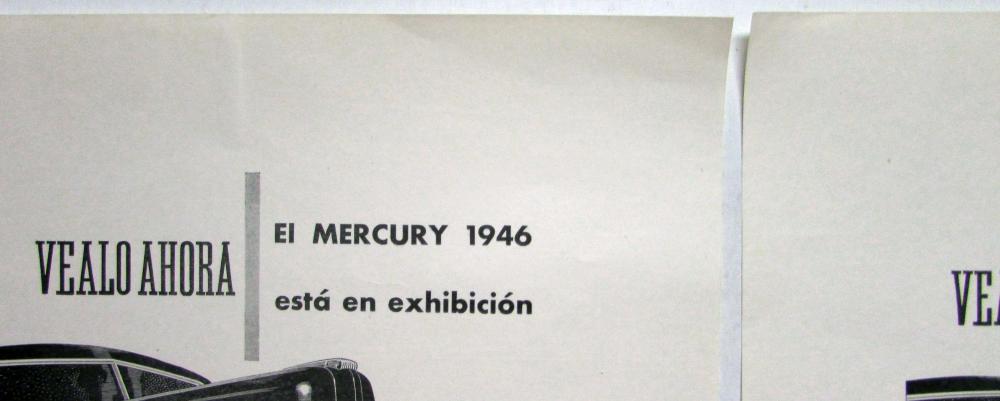 VEALO AHORA
El MERCURY 1946
está en exhibición